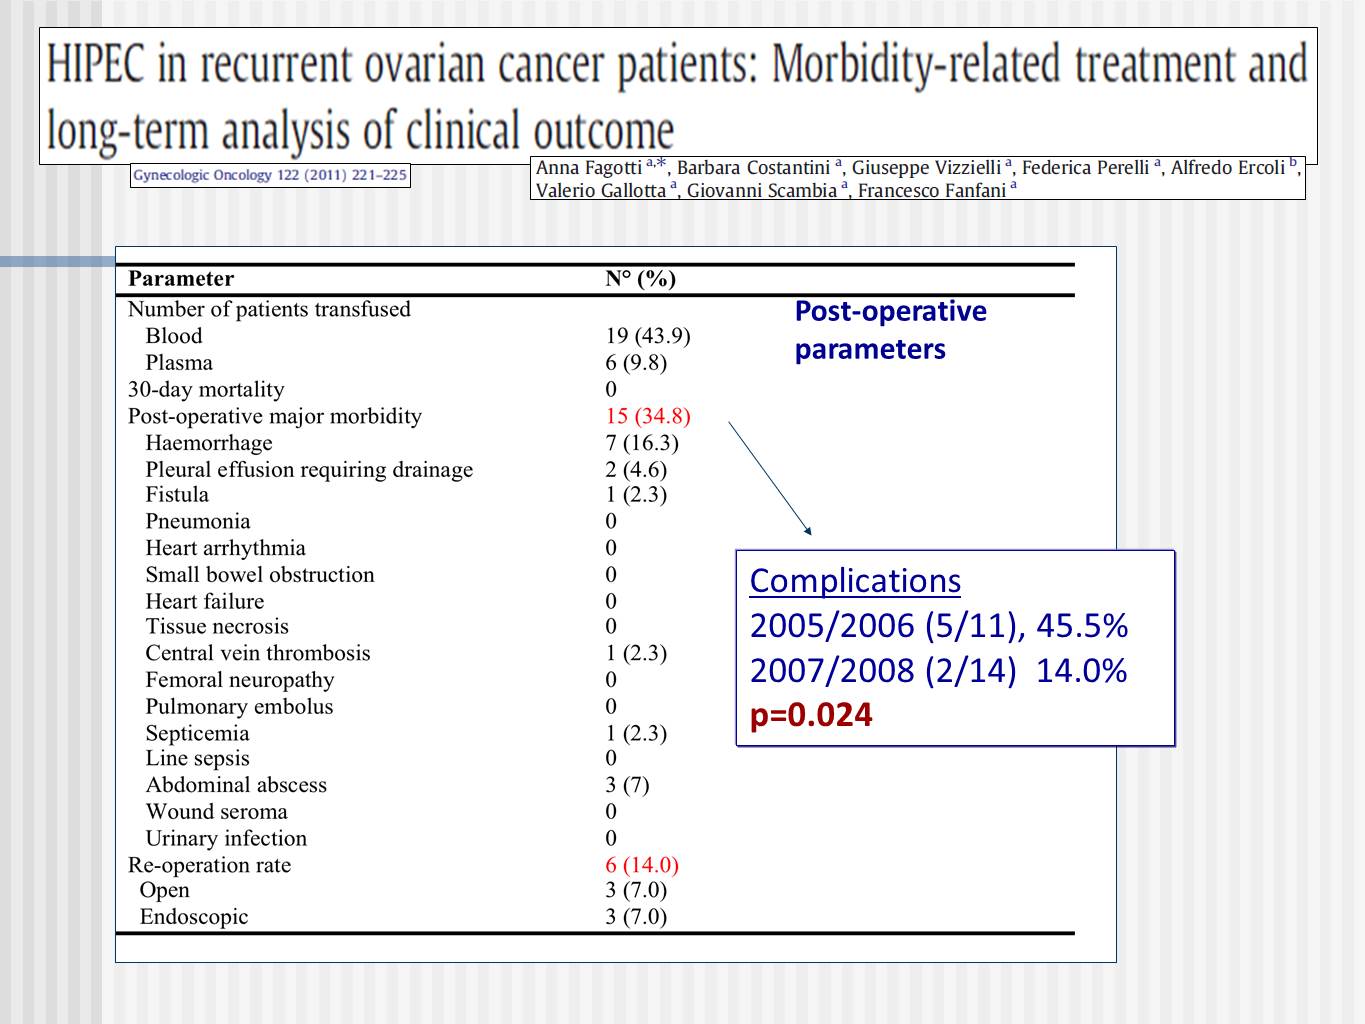 HIPEC in recurrent ovarian cancer patients: Morbidity-related treatment and
long-term analysis of clinical outcome
Gynecologic Oncology 122 (2011) 221–225
Anna Fagotti a,*, Barbara Costantini a, Giuseppe Vizzielli a, Federica Perelli a, Alfredo Ercoli b,
Valerio Gallotta a, Giovanni Scambia a, Francesco Fanfani a
Parameter N° (%)
Number of patients transfused
Blood 19 (43.9)
Plasma 6 (9.8)
30-day mortality 0
Post-operative major morbidity 15 (34.8)
Haemorrhage 7 (16.3)
Pleural effusion requiring drainage 2 (4.6)
Fistula 1 (2.3)
Pneumonia 0
Heart arrhythmia 0
Small bowel obstruction 0
Heart failure 0
Tissue necrosis 0
Central vein thrombosis 1 (2.3)
Femoral neuropathy 0
Pulmonary embolus 0
Septicemia 1 (2.3)
Line sepsis 0
Abdominal abscess 3 (7)
Wound seroma 0
Urinary infection 0
Re-operation rate 6 (14.0)
Open 3 (7.0)
Endoscopic 3 (7.0)
Post-operative
parameters
Complications
2005/2006 (5/11), 45.5%
2007/2008 (2/14) 14.0%
p=0.024